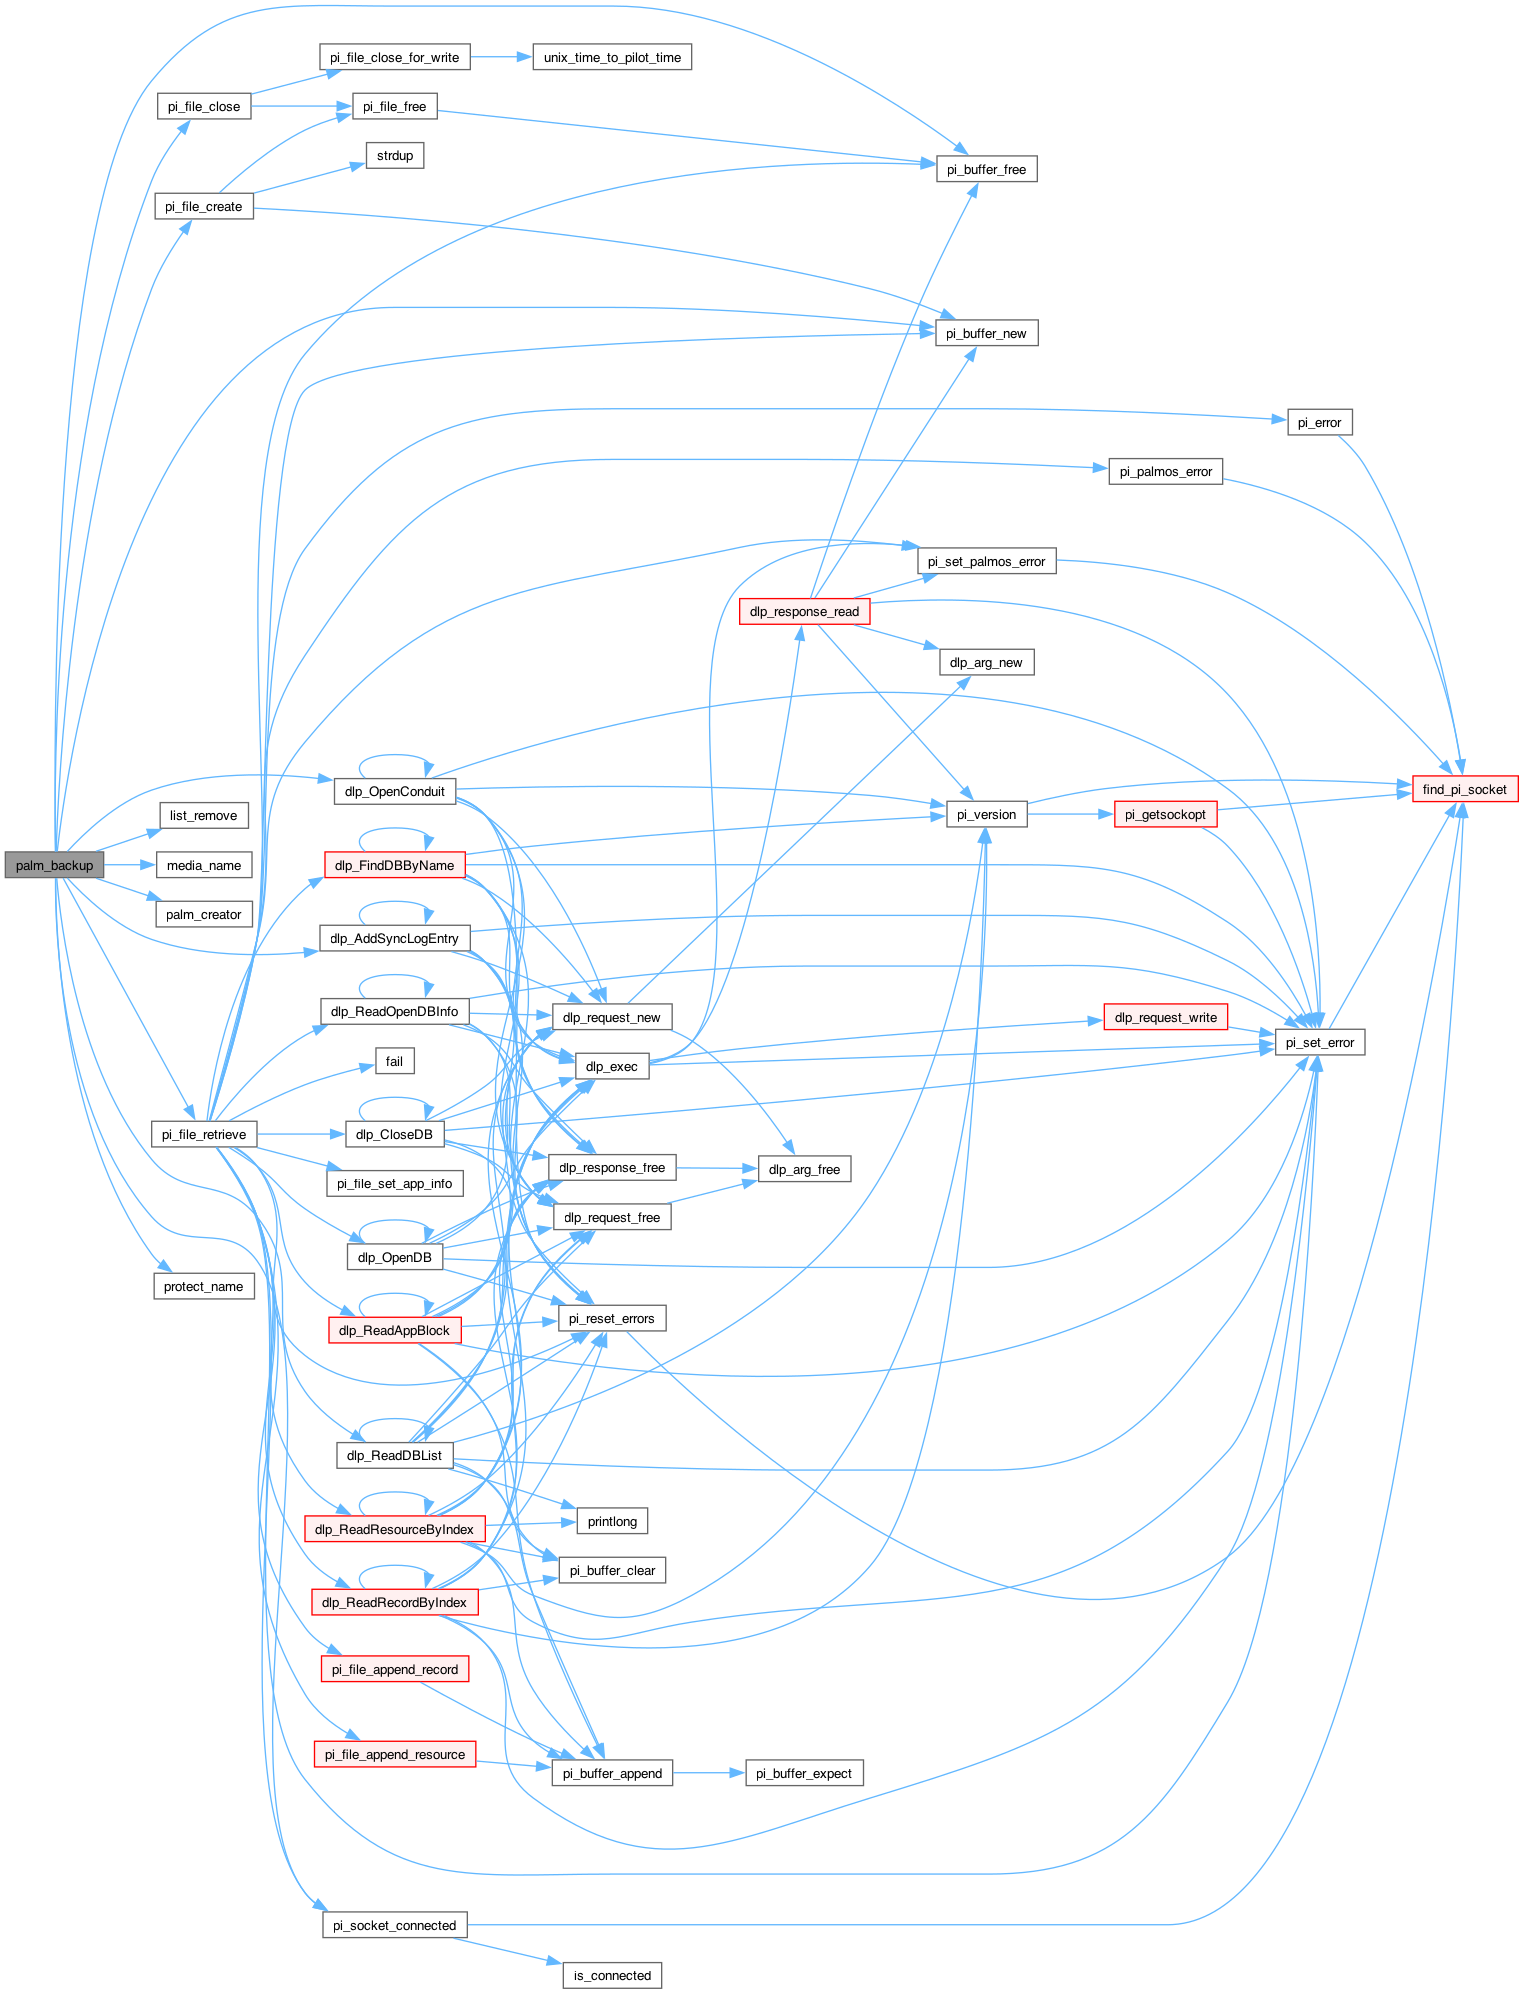 pi_file_close_for_write
unix_time_to_pilot_time
pi_file_close
pi_file_free
strdup
pi_buffer_free
pi_file_create
pi_buffer_new
pi_error
pi_palmos_error
pi_set_palmos_error
dlp_response_read
dlp_arg_new
dlp_OpenConduit
find_pi_socket
list_remove
pi_version
pi_getsockopt
palm_backup
media_name
dlp_FindDBByName
palm_creator
dlp_AddSyncLogEntry
dlp_ReadOpenDBInfo
dlp_request_new
dlp_request_write
pi_set_error
fail
dlp_exec
pi_file_retrieve
dlp_CloseDB
dlp_response_free
dlp_arg_free
pi_file_set_app_info
dlp_request_free
dlp_OpenDB
protect_name
pi_reset_errors
dlp_ReadAppBlock
dlp_ReadDBList
printlong
dlp_ReadResourceByIndex
pi_buffer_clear
dlp_ReadRecordByIndex
pi_file_append_record
pi_file_append_resource
pi_buffer_append
pi_buffer_expect
pi_socket_connected
is_connected